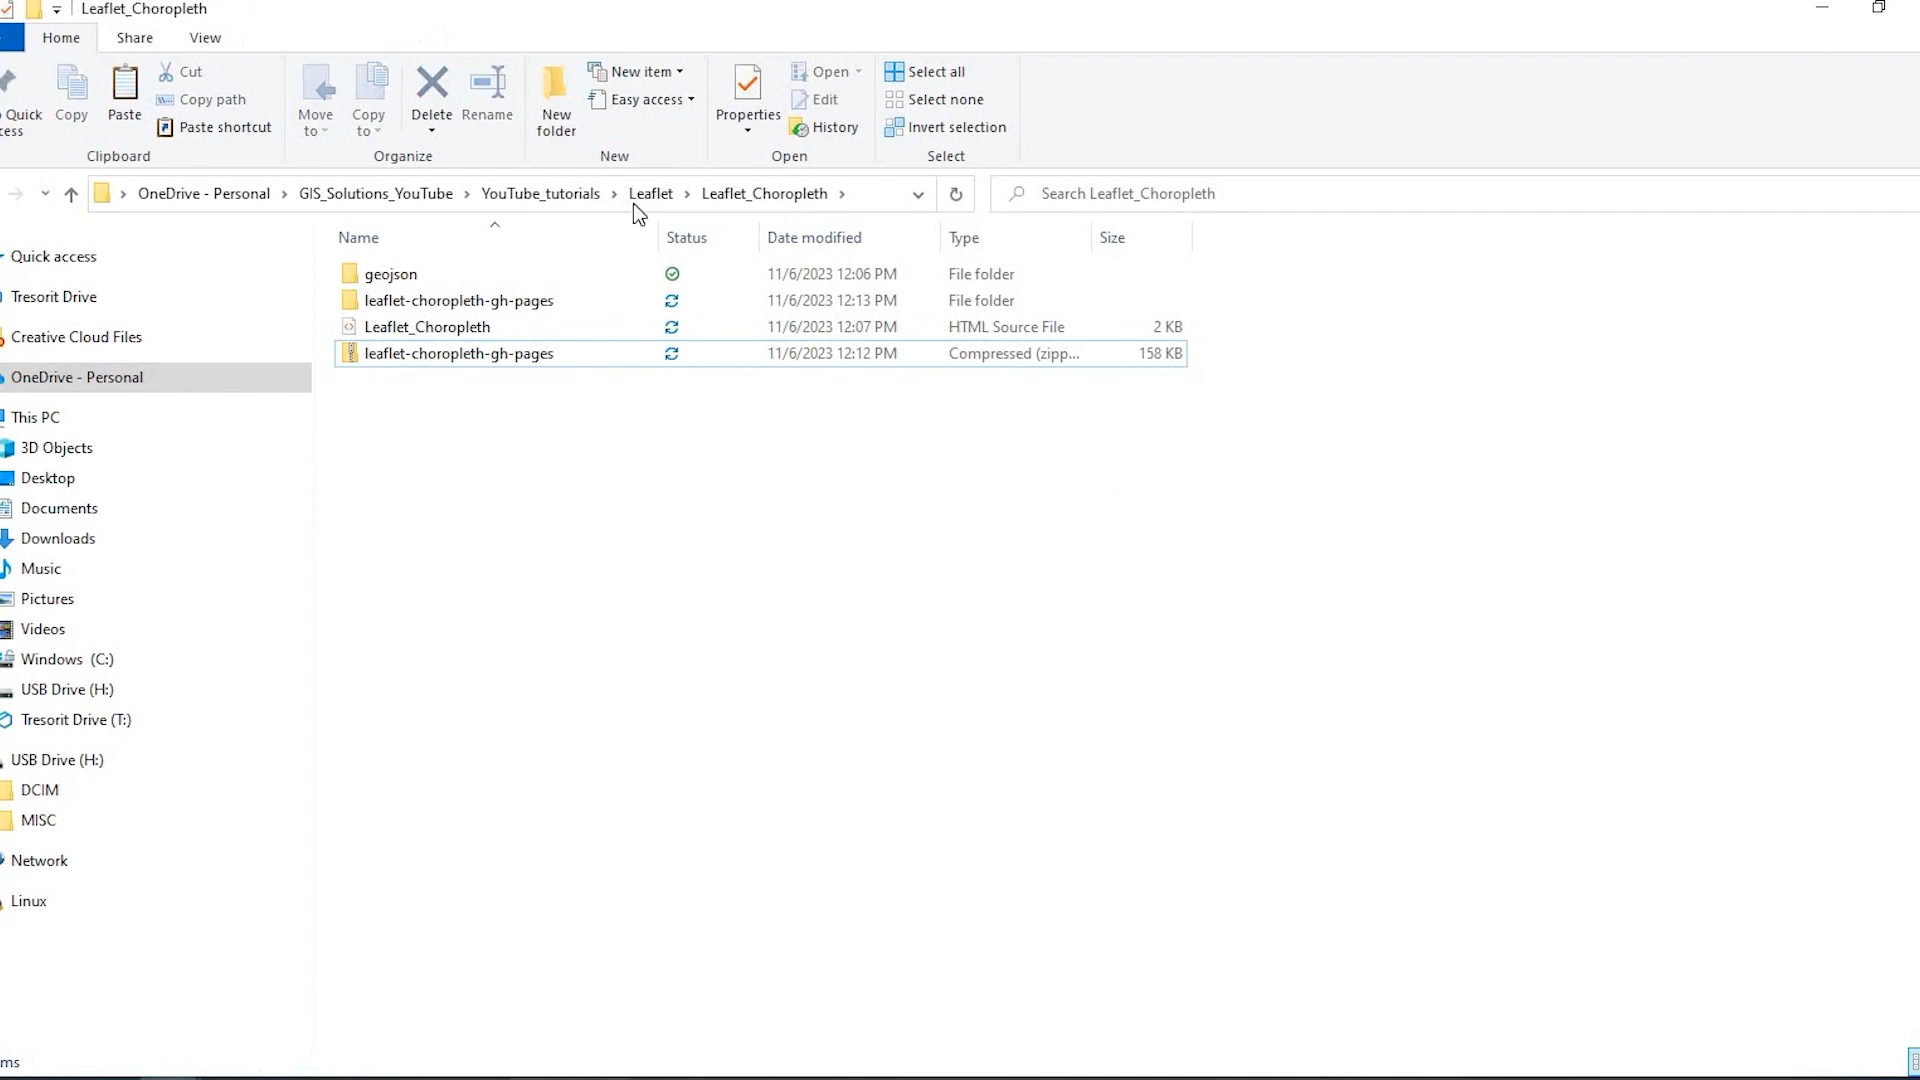 Leaflet_Choropleth
Home Share View
Quick
Copy
Paste
Cut
Copy path
Paste shortcut
Clipboard
Move to
Copy to
Delete
Rename
Organize
New folder
New item
Easy access
New
Properties
Open
Edit
History
Open
Select all
Select none
Invert selection
Select
OneDrive - Personal GIS_Solutions_YouTube YouTube_tutorials Leaflet Leaflet_Choropleth
Search Leaflet_Choropleth
Name Status Date modified Type Size
geojson 11/6/2023 12:06 PM File folder
leaflet-choropleth-gh-pages 11/6/2023 12:13 PM File folder
Leaflet_Choropleth 11/6/2023 12:07 PM HTML Source File 2 KB
leaflet-choropleth-gh-pages 11/6/2023 12:12 PM Compressed (zipp... 158 KB
Quick access
Tresorit Drive
Creative Cloud Files
OneDrive - Personal
This PC
3D Objects
Desktop
Documents
Downloads
Music
Pictures
Videos
Windows (C:)
USB Drive (H:)
Tresorit Drive (T:)
USB Drive (H:)
DCIM
MISC
Network
Linux